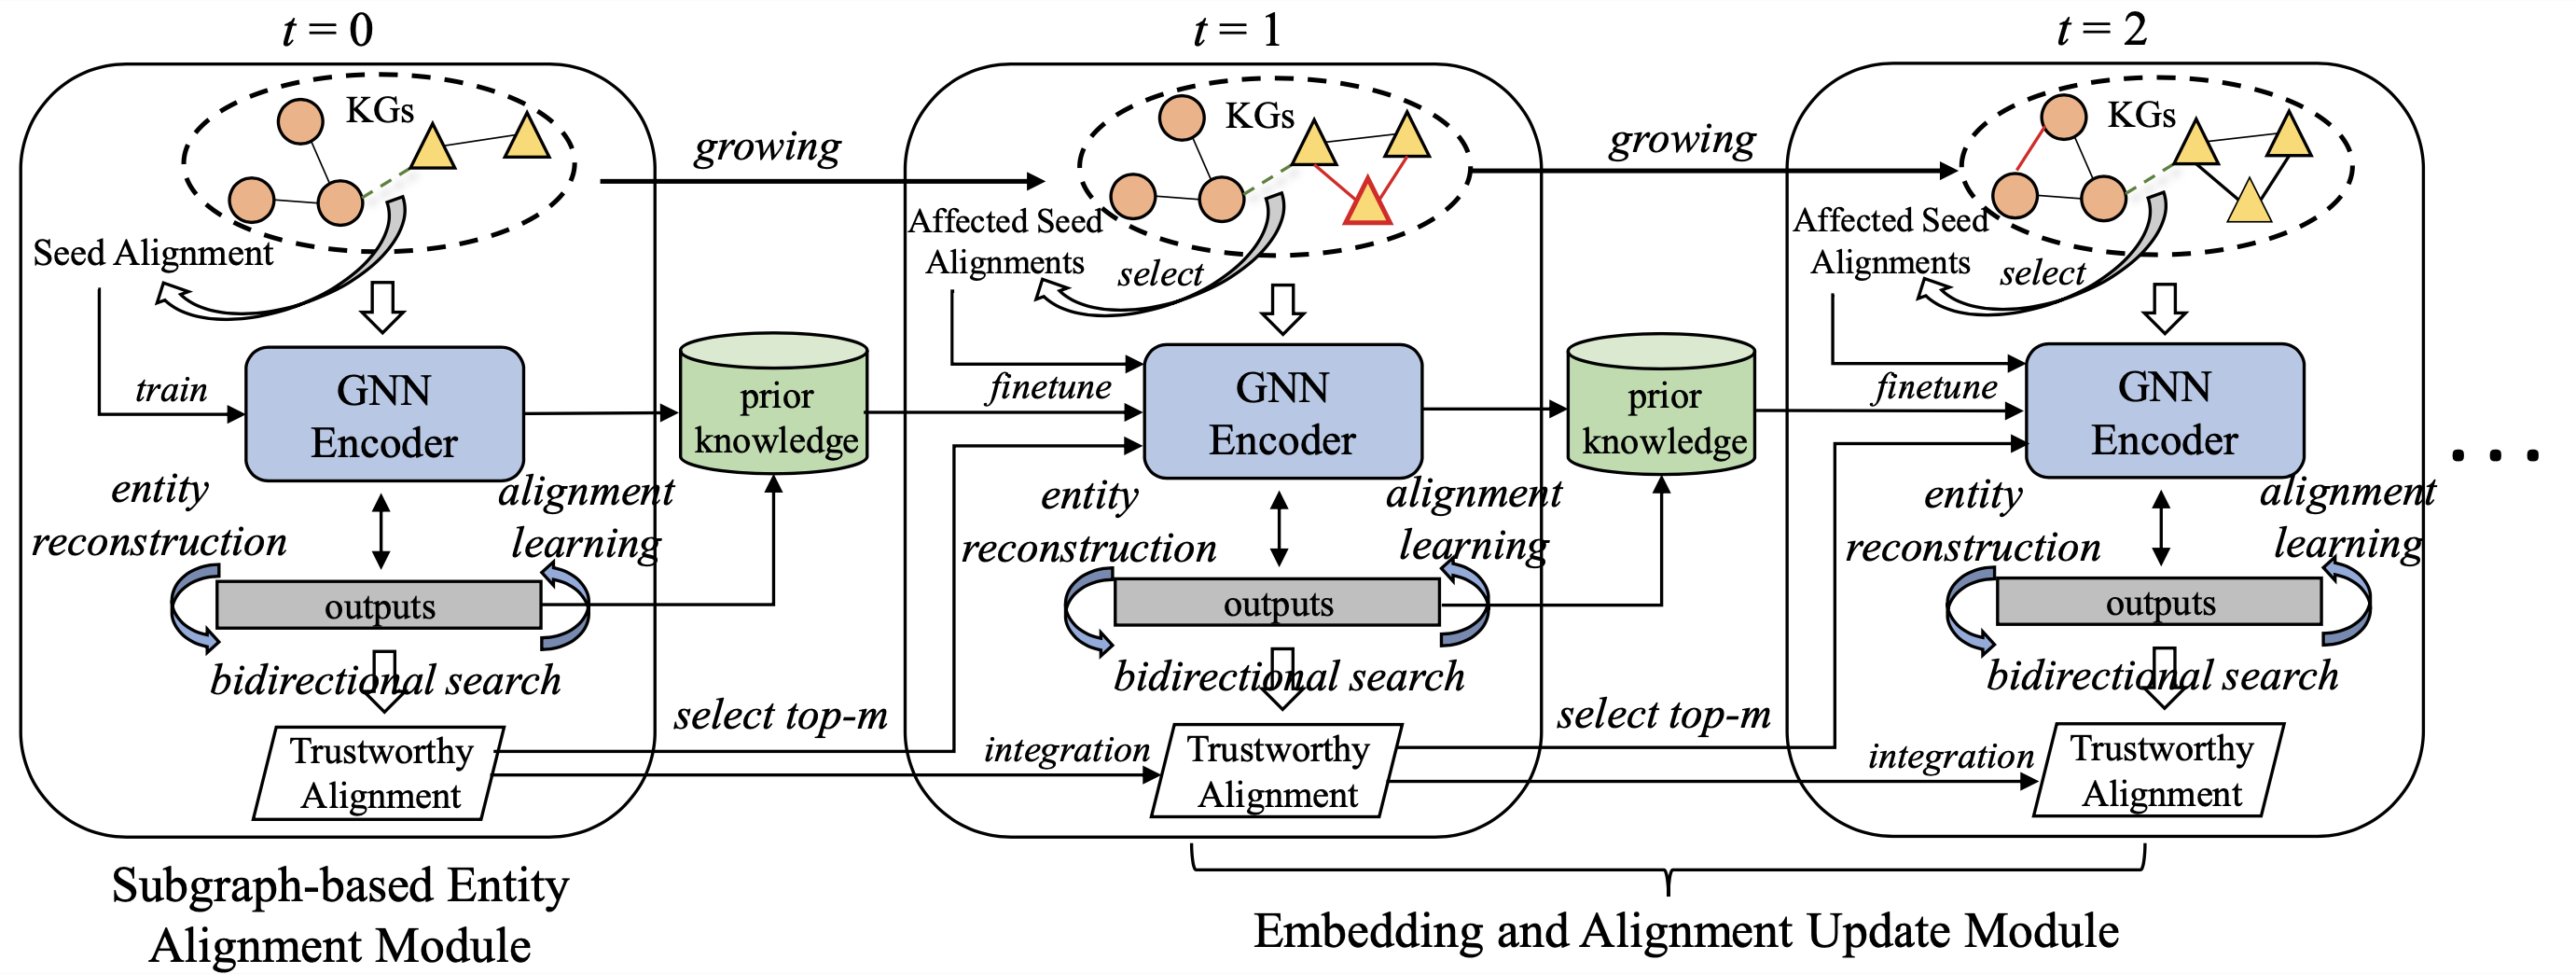 t = 0
KGs
Seed Alignment
train
GNN
Encoder
entity
reconstruction
alignment
learning
outputs
bidirectional search
Trustworthy
Alignment
Subgraph-based Entity
Alignment Module
growing
prior
knowledge
select top-m
t = 1
KGs
Affected Seed
Alignments
select
finetune
GNN
Encoder
entity
reconstruction
alignment
learning
outputs
bidirectional search
integration
Trustworthy
Alignment
growing
prior
knowledge
select top-m
t = 2
KGs
Affected Seed
Alignments
select
finetune
GNN
Encoder
entity
reconstruction
alignment
learning
outputs
bidirectional search
integration
Trustworthy
Alignment
. . .
Embedding and Alignment Update Module